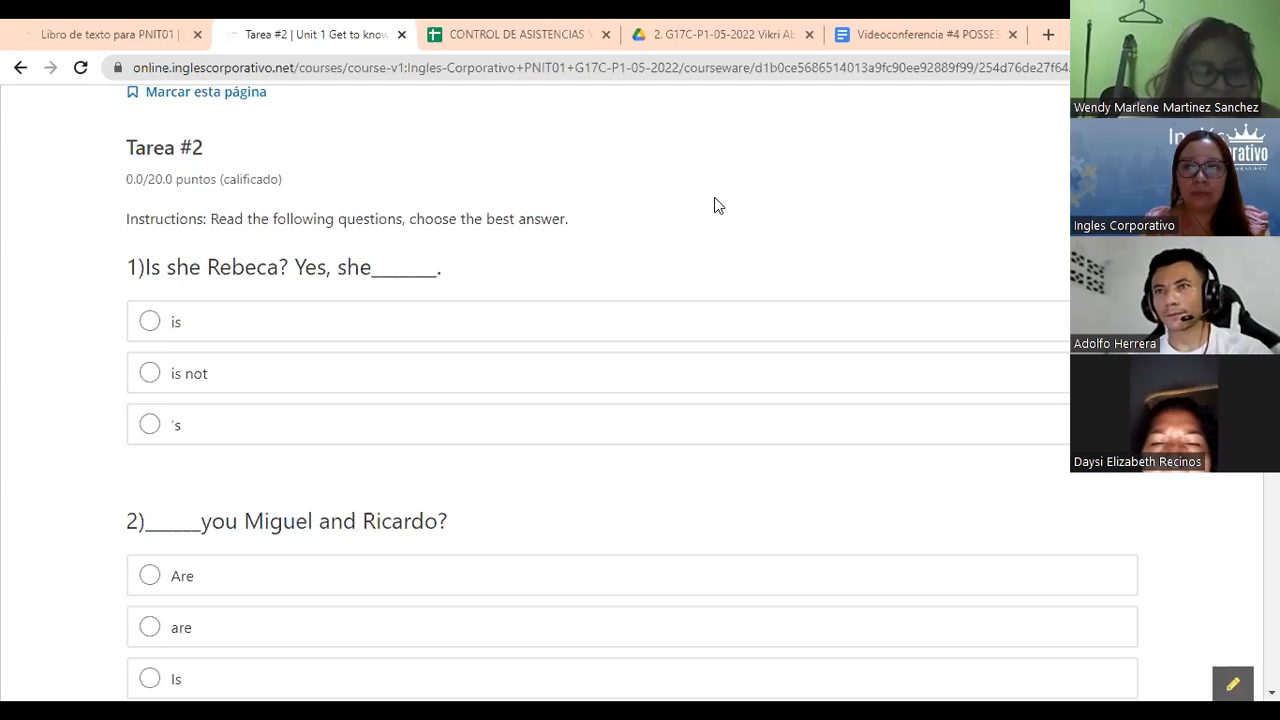 Libro de texto para PNIT01 |
Tarea #2 | Unit 1 Get to know
CONTROL DE ASISTENCIAS
2. G17C-P1-05-2022 Vikri Ab
Videoconferencia #4 POSSES
online.inglescorporativo.net/courses/course-v1:Ingles-Corporativo+PNIT01+G17C-P1-05-2022/courseware/d1b0ce5686514013a9fc90ee92889f99/254d76de27f64
Marcar esta página
Tarea #2
0.0/20.0 puntos (calificado)
Instructions: Read the following questions, choose the best answer.
1)Is she Rebeca? Yes, she______.
is
is not
's
2)_____you Miguel and Ricardo?
Are
are
Is
Wendy Marlene Martinez Sanchez
Ingles Corporativo
Adolfo Herrera
Daysi Elizabeth Recinos